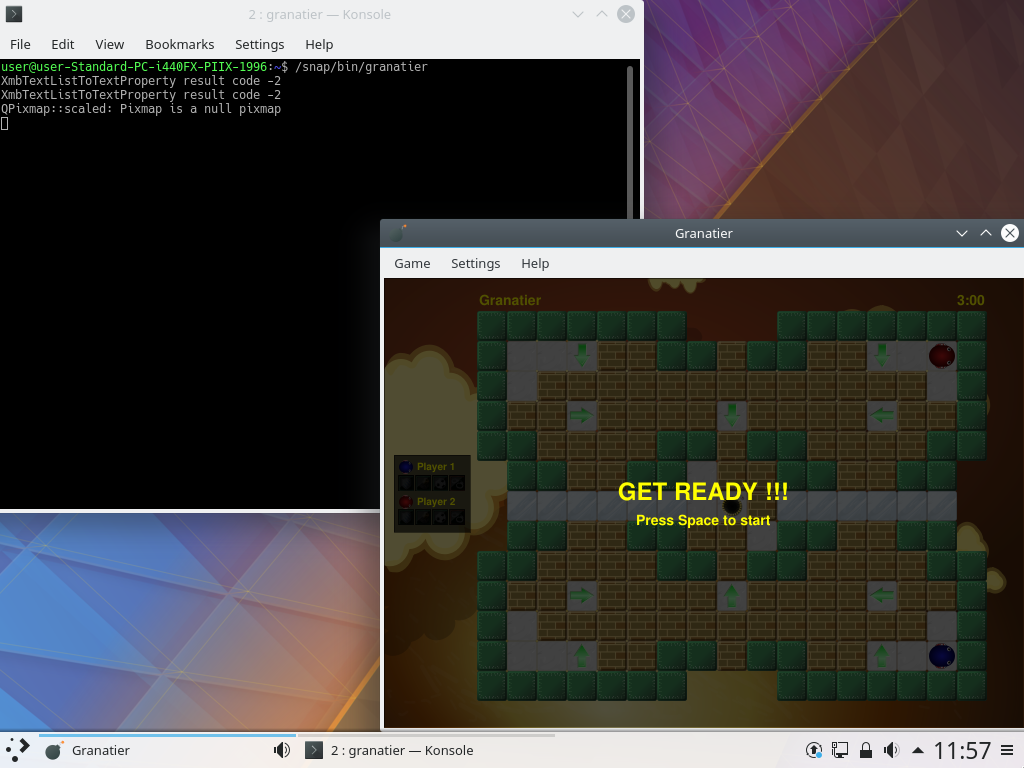 2 : granatier — Konsole
File Edit View Bookmarks Settings Help
user@user-Standard-PC-i440FX-PIIX-1996:~$ /snap/bin/granatier
XmbTextListToTextProperty result code -2
XmbTextListToTextProperty result code -2
QPixmap::scaled: Pixmap is a null pixmap
Granatier
Game Settings Help
Granatier 3:00
Player 1
Player 2
GET READY !!!
Press Space to start
Granatier
2 : granatier — Konsole
11:57